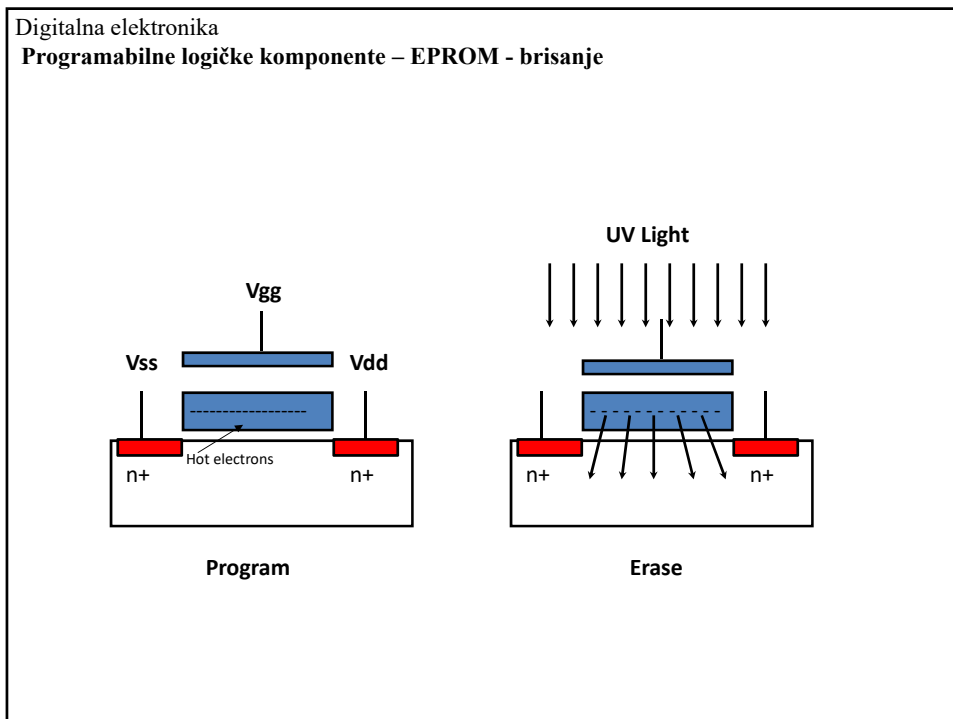 Digitalna elektronika
Programabilne logičke komponente – EPROM - brisanje
UV Light
Vgg
Vss
Vdd
Hot electrons
n+
n+
n+
n+
Program
Erase